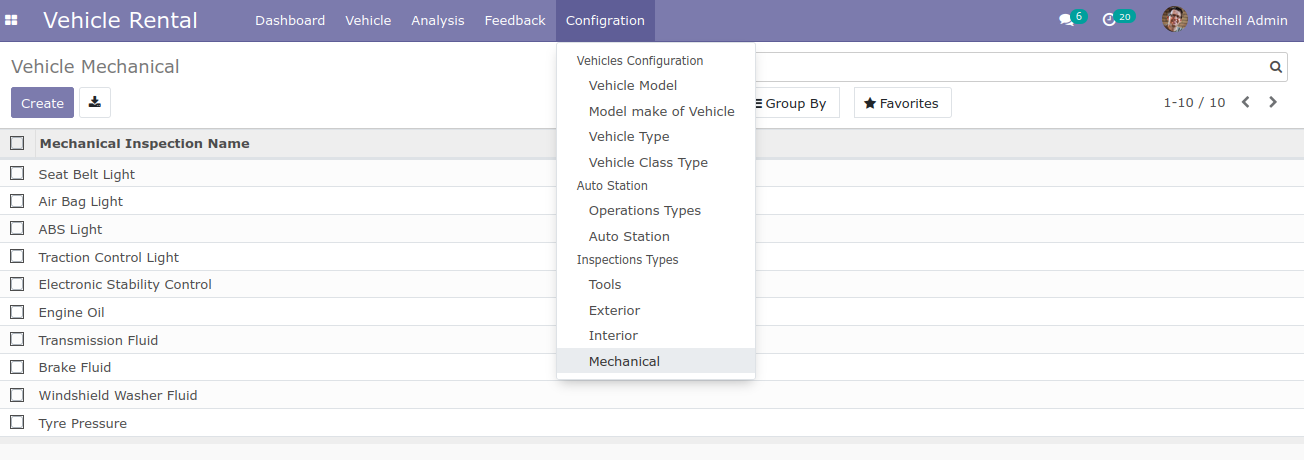 Vehicle Rental Dashboard Vehicle Analysis Feedback Configration 6 20 Mitchell Admin
Vehicle Mechanical
Create
Group By Favorites 1-10 / 10
Vehicles Configuration
Vehicle Model
Model make of Vehicle
Vehicle Type
Vehicle Class Type
Auto Station
Operations Types
Auto Station
Inspections Types
Tools
Exterior
Interior
Mechanical
Mechanical Inspection Name
Seat Belt Light
Air Bag Light
ABS Light
Traction Control Light
Electronic Stability Control
Engine Oil
Transmission Fluid
Brake Fluid
Windshield Washer Fluid
Tyre Pressure